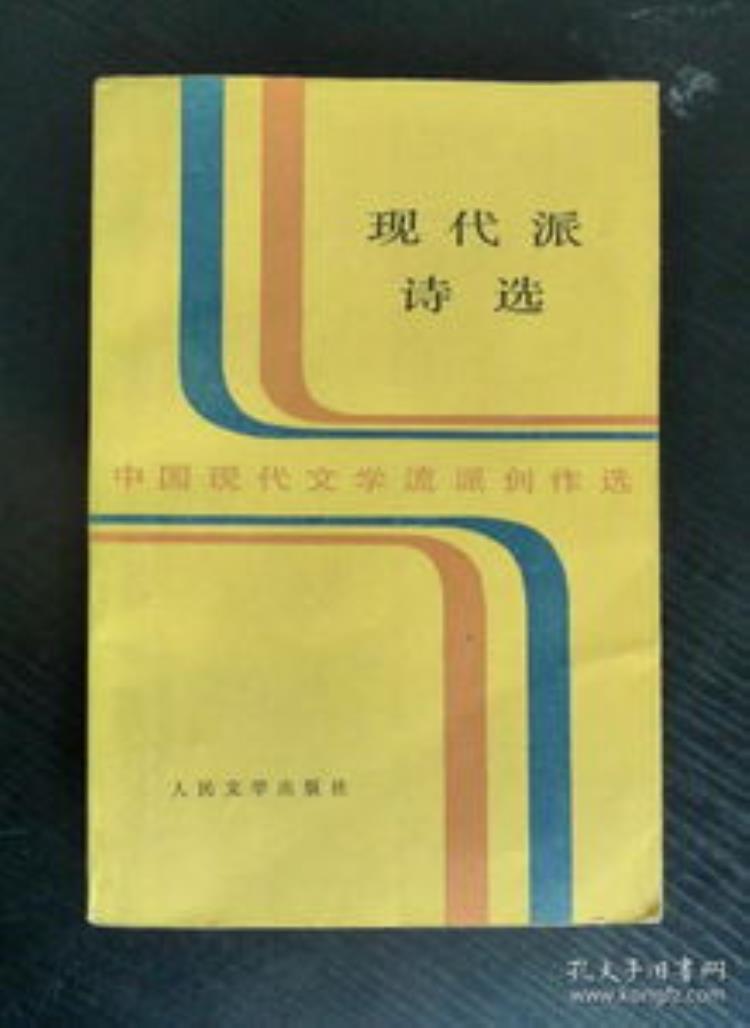 现代派
诗选
中国现代文学流派创作选
人民文学出版社
孔夫子旧书网
www.kongfz.com